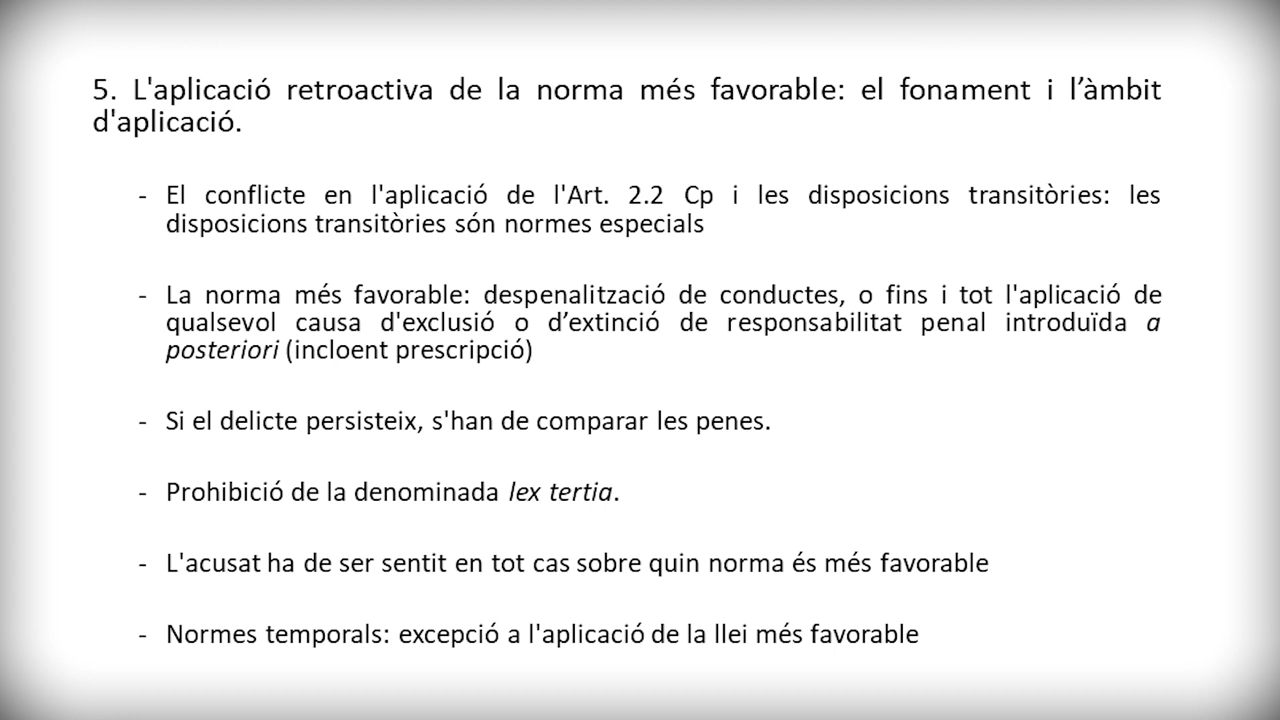 5. L'aplicació retroactiva de la norma més favorable: el fonament i l’àmbit
d'aplicació.
- El conflicte en l'aplicació de l'Art. 2.2 Cp i les disposicions transitòries: les
disposicions transitòries són normes especials
- La norma més favorable: despenalització de conductes, o fins i tot l'aplicació de
qualsevol causa d'exclusió o d’extinció de responsabilitat penal introduïda a
posteriori (incloent prescripció)
- Si el delicte persisteix, s'han de comparar les penes.
- Prohibició de la denominada lex tertia.
- L'acusat ha de ser sentit en tot cas sobre quin norma és més favorable
- Normes temporals: excepció a l'aplicació de la llei més favorable